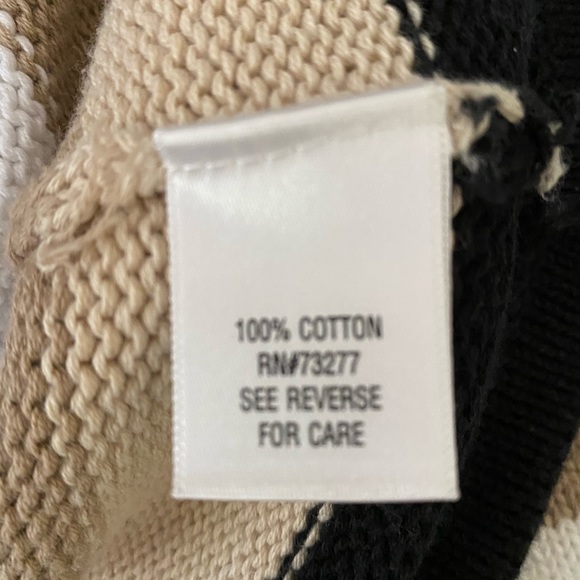 100% COTTON
RN#73277
SEE REVERSE
FOR CARE